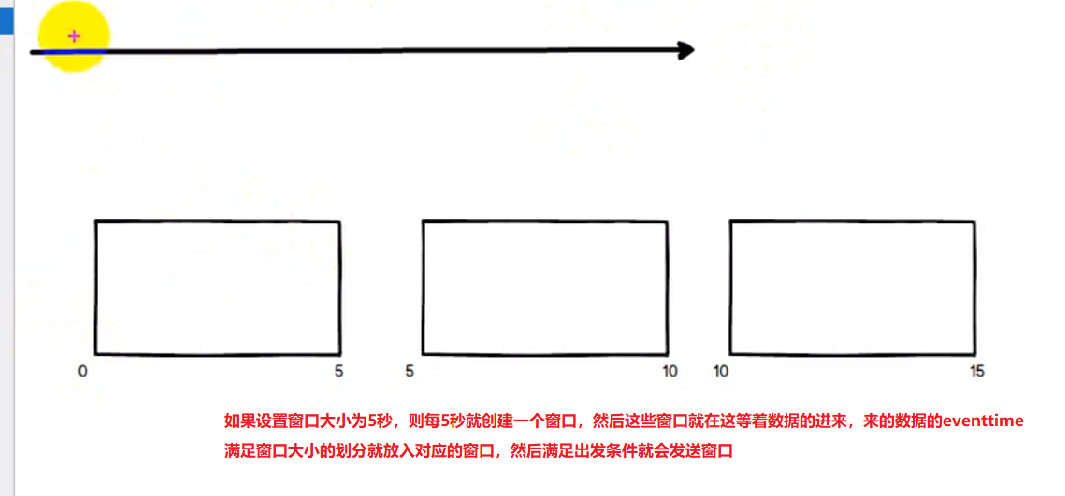 0 5 5 10 10 15
如果设置窗口大小为5秒，则每5秒就创建一个窗口，然后这些窗口就在这等着数据的进来，来的数据的eventtime
满足窗口大小的划分就放入对应的窗口，然后满足出发条件就会发送窗口